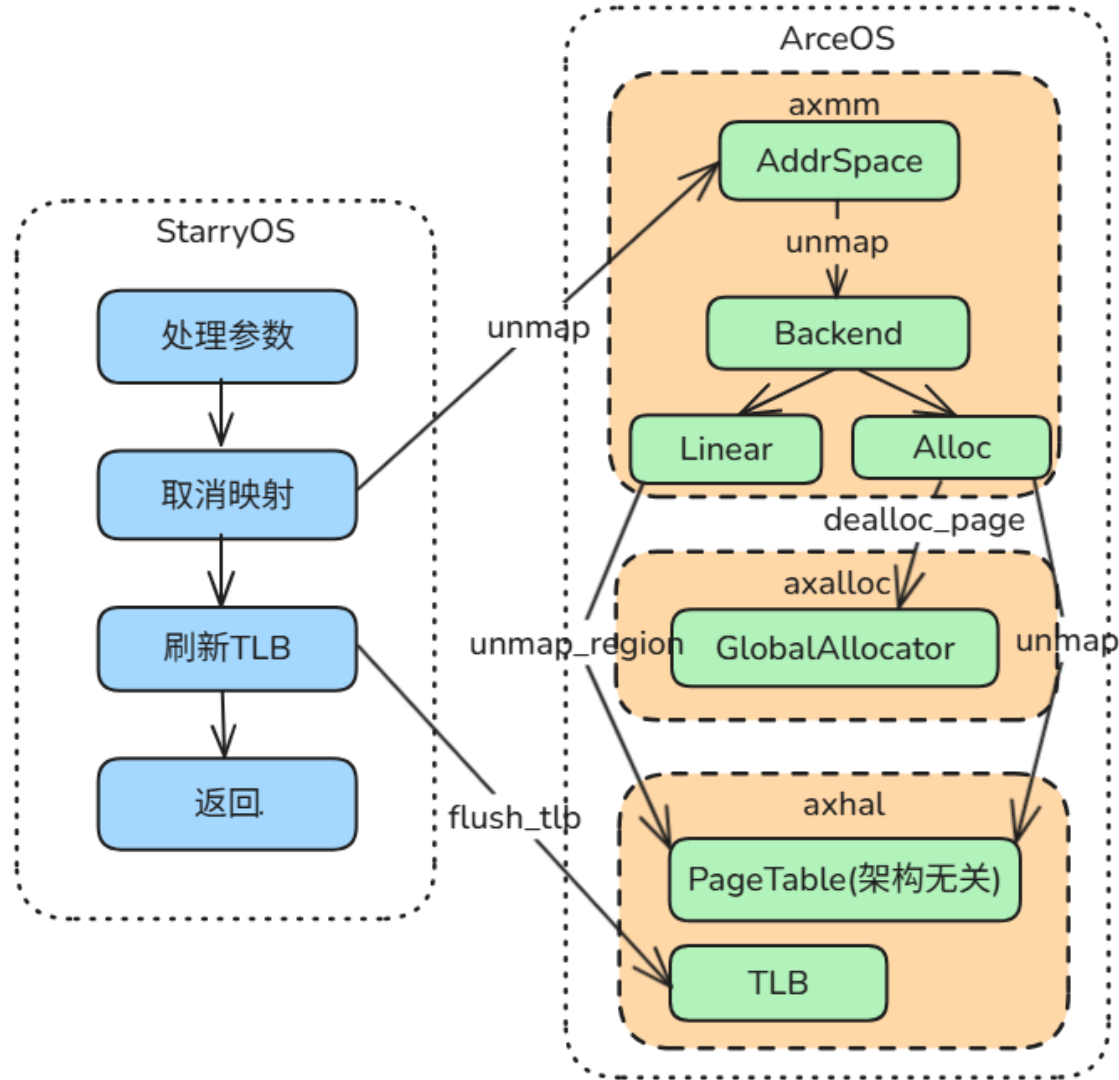 ArceOS
axmm
AddrSpace
unmap
Backend
Linear
Alloc
StarryOS
处理参数
取消映射
刷新TLB
返回.
unmap
dealloc_page
axalloc
GlobalAllocator
unmap_region
unmap
flush_tlb
axhal
PageTable(架构无关)
TLB